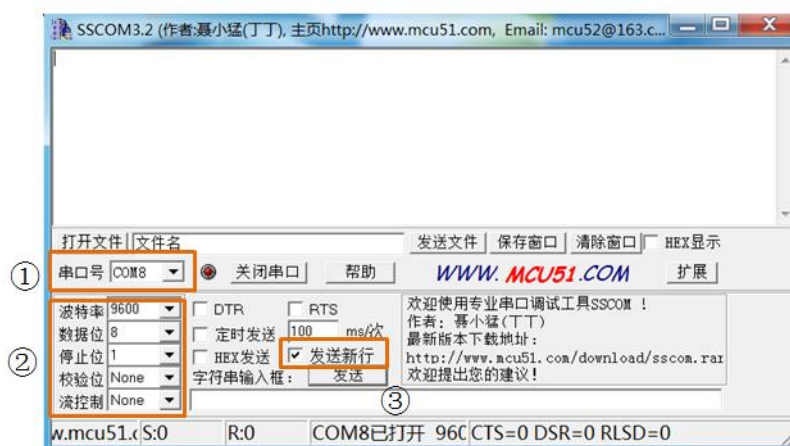 SSCOM3.2 (作者:聂小猛(丁丁), 主页http://www.mcu51.com, Email: mcu52@163.c...
打开文件 文件名 发送文件 保存窗口 清除窗口 HEX显示
① 串口号 COM8 关闭串口 帮助 WWW. MCU51.COM 扩展
② 波特率 9600
数据位 8
停止位 1
校验位 None
流控制 None
DTR RTS
定时发送 100 ms/次
HEX发送 发送新行
字符串输入框: 发送
③
欢迎使用专业串口调试工具SSCOM !
作者: 聂小猛(丁丁)
最新版本下载地址:
http://www.mcu51.com/download/sscom.rar
欢迎提出您的建议!
w.mcu51.c S:0 R:0 COM8已打开 960 CTS=0 DSR=0 RLSD=0